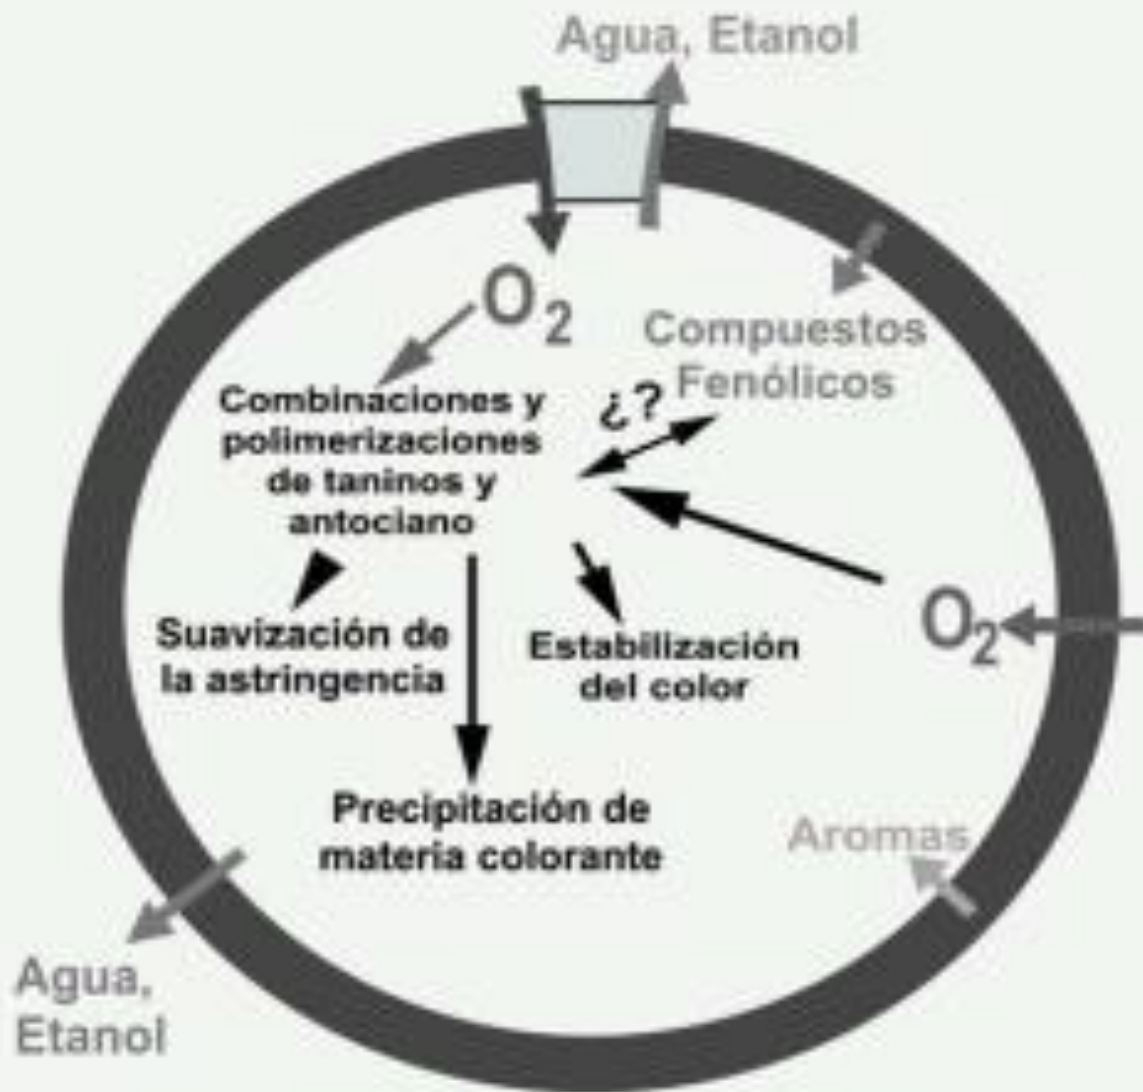 Agua, Etanol
O2
Compuestos
Fenólicos
¿?
Combinaciones y
polimerizaciones
de taninos y
antociano
O2
Suavización de
la astringencia
Estabilización
del color
Precipitación de
materia colorante
Aromas
Agua,
Etanol